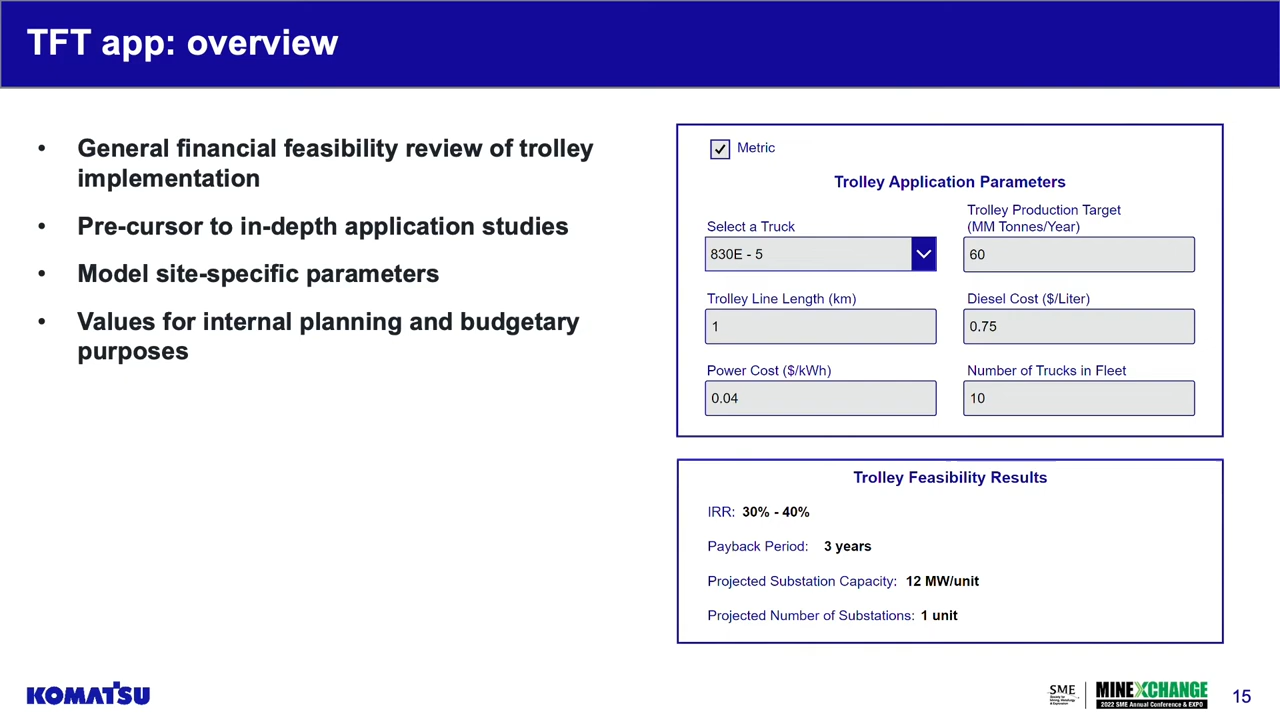 TFT app: overview
• General financial feasibility review of trolley
implementation
• Pre-cursor to in-depth application studies
• Model site-specific parameters
• Values for internal planning and budgetary
purposes
Metric
Trolley Application Parameters
Select a Truck
830E - 5
Trolley Production Target
(MM Tonnes/Year)
60
Trolley Line Length (km)
1
Diesel Cost ($/Liter)
0.75
Power Cost ($/kWh)
0.04
Number of Trucks in Fleet
10
Trolley Feasibility Results
IRR: 30% - 40%
Payback Period: 3 years
Projected Substation Capacity: 12 MW/unit
Projected Number of Substations: 1 unit
KOMATSU
SME
MINEXCHANGE
2022 SME Annual Conference & EXPO
15